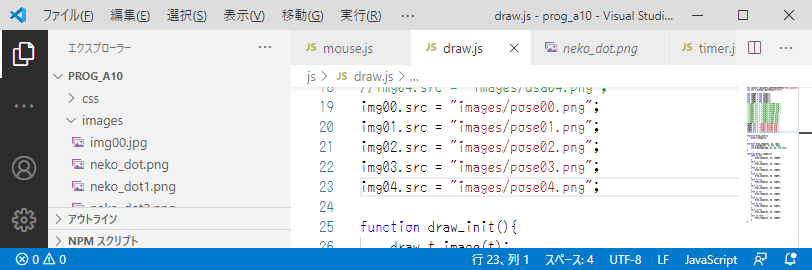 ファイル(F) 編集(E) 選択(S) 表示(V) 移動(G) 実行(R) ··· draw.js - prog_a10 - Visual Studi...
エクスプローラー ···
PROG_A10
css
images
img00.jpg
neko_dot.png
neko_dot1.png
アウトライン
NPM スクリプト
JS mouse.js JS draw.js JS timer.js
neko_dot.png
js > JS draw.js > ...
18 //img04.src = "images/usa04.png";
19 img00.src = "images/pose00.png";
20 img01.src = "images/pose01.png";
21 img02.src = "images/pose02.png";
22 img03.src = "images/pose03.png";
23 img04.src = "images/pose04.png";
24
25 function draw_init(){
26 draw_t_image(t);
0 0 行 23、列 1 スペース: 4 UTF-8 LF JavaScript